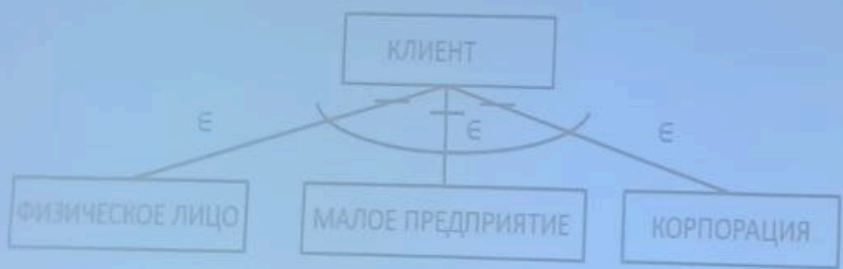 КЛИЕНТ
∈ ∈ ∈
ФИЗИЧЕСКОЕ ЛИЦО МАЛОЕ ПРЕДПРИЯТИЕ КОРПОРАЦИЯ